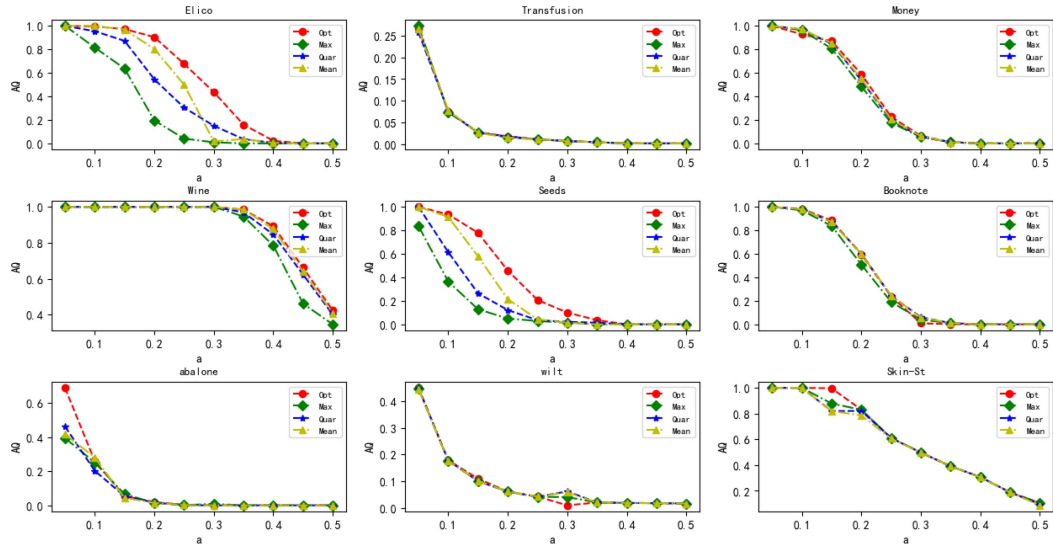 Elico
AQ
1.0
0.8
0.6
0.4
0.2
0.0
0.1 0.2 0.3 0.4 0.5
a
Opt
Max
Quar
Mean
Transfusion
AQ
0.25
0.20
0.15
0.10
0.05
0.00
0.1 0.2 0.3 0.4 0.5
a
Opt
Max
Quar
Mean
Money
AQ
1.0
0.8
0.6
0.4
0.2
0.0
0.1 0.2 0.3 0.4 0.5
a
Opt
Max
Quar
Mean
Wine
AQ
1.0
0.8
0.6
0.4
0.1 0.2 0.3 0.4 0.5
a
Opt
Max
Quar
Mean
Seeds
AQ
1.0
0.8
0.6
0.4
0.2
0.0
0.1 0.2 0.3 0.4 0.5
a
Opt
Max
Quar
Mean
Booknote
AQ
1.0
0.8
0.6
0.4
0.2
0.0
0.1 0.2 0.3 0.4 0.5
a
Opt
Max
Quar
Mean
abalone
AQ
0.6
0.4
0.2
0.0
0.1 0.2 0.3 0.4 0.5
a
Opt
Max
Quar
Mean
wilt
AQ
0.4
0.3
0.2
0.1
0.0
0.1 0.2 0.3 0.4 0.5
a
Opt
Max
Quar
Mean
Skin-St
AQ
1.0
0.8
0.6
0.4
0.2
0.1 0.2 0.3 0.4 0.5
a
Opt
Max
Quar
Mean